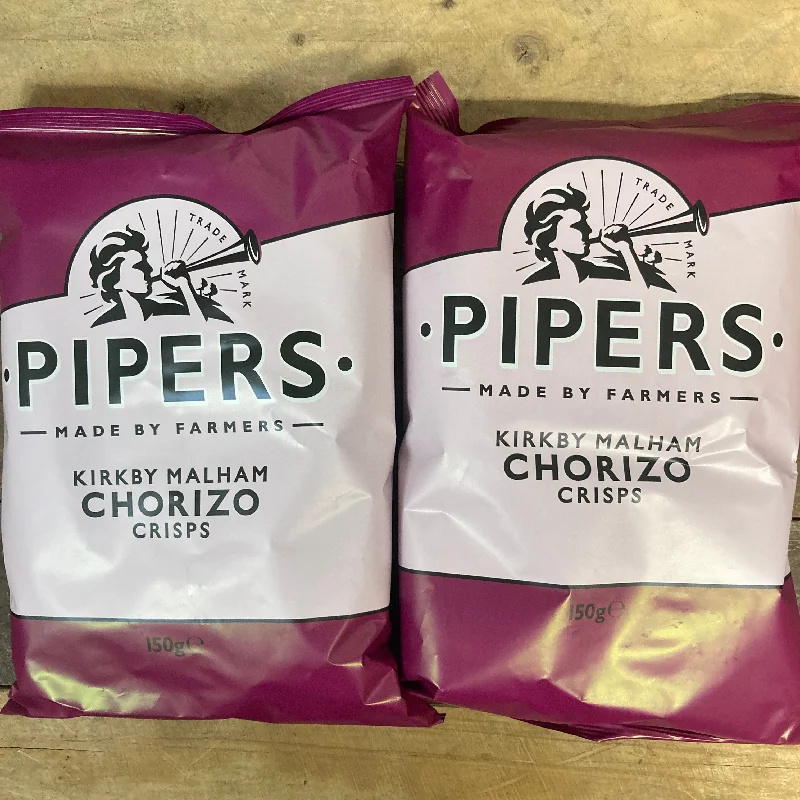 TRADE MARK
·PIPERS·
— MADE BY FARMERS —
KIRKBY MALHAM
CHORIZO
CRISPS
150g℮
TRADE MARK
·PIPERS·
— MADE BY FARMERS —
KIRKBY MALHAM
CHORIZO
CRISPS
150g℮